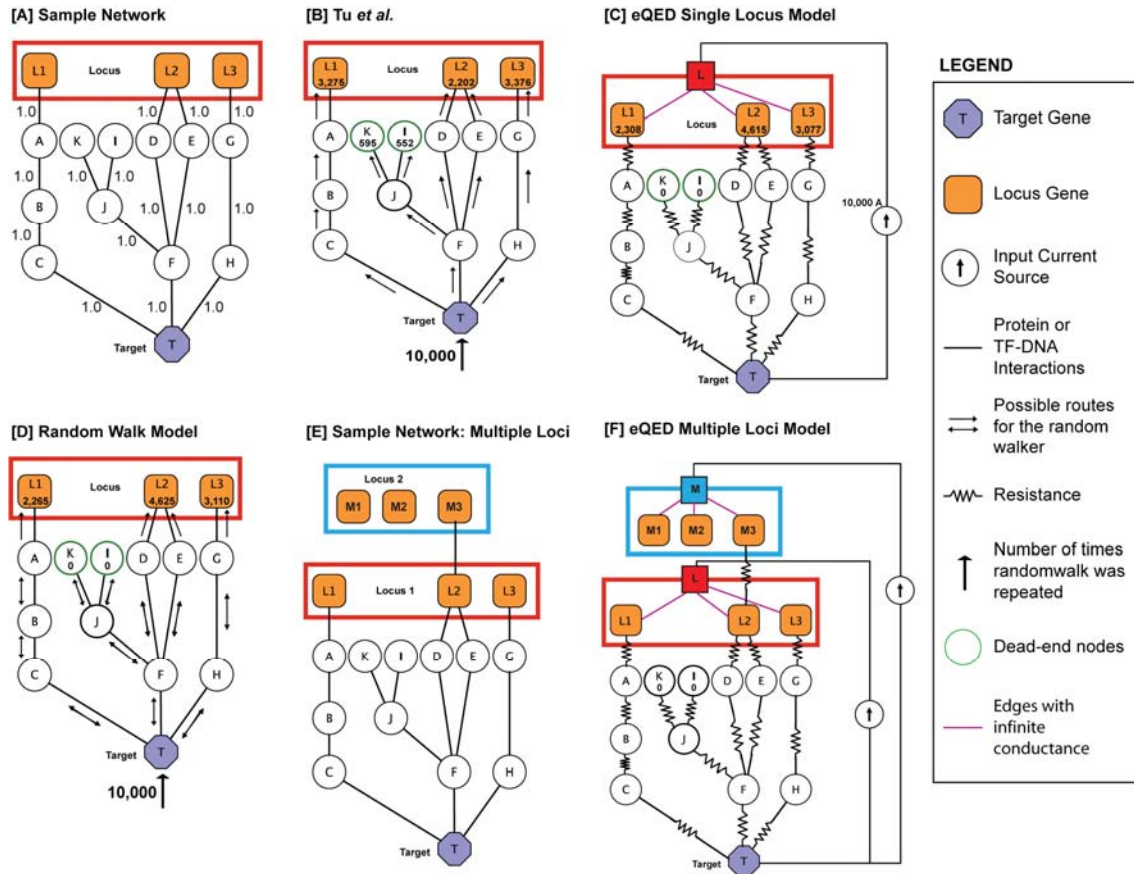 [A] Sample Network
L1
Locus
L2
L3
1.0
1.0
1.0
1.0
A
K
I
D
E
G
1.0
1.0
1.0
1.0
1.0
1.0
B
J
1.0
1.0
C
F
H
1.0
1.0
1.0
Target
T
[B] Tu et al.
L1
3,275
Locus
L2
2,202
L3
3,376
A
K
595
I
552
D
E
G
B
J
C
F
H
Target
T
10,000
[C] eQED Single Locus Model
L
L1
2,308
Locus
L2
4,615
L3
3,077
A
K
0
I
0
D
E
G
10,000 A
B
J
C
F
H
Target
T
[D] Random Walk Model
L1
2,265
Locus
L2
4,625
L3
3,110
A
K
0
I
0
D
E
G
B
J
C
F
H
Target
T
10,000
[E] Sample Network: Multiple Loci
Locus 2
M1
M2
M3
L1
Locus 1
L2
L3
A
K
I
D
E
G
B
J
C
F
H
Target
T
[F] eQED Multiple Loci Model
M
M1
M2
M3
L
L1
L2
L3
A
K
0
I
0
D
E
G
B
J
C
F
H
Target
T
LEGEND
T
Target Gene
Locus Gene
Input Current
Source
Protein or
TF-DNA
Interactions
Possible routes
for the random
walker
Resistance
Number of times
randomwalk was
repeated
Dead-end nodes
Edges with
infinite
conductance